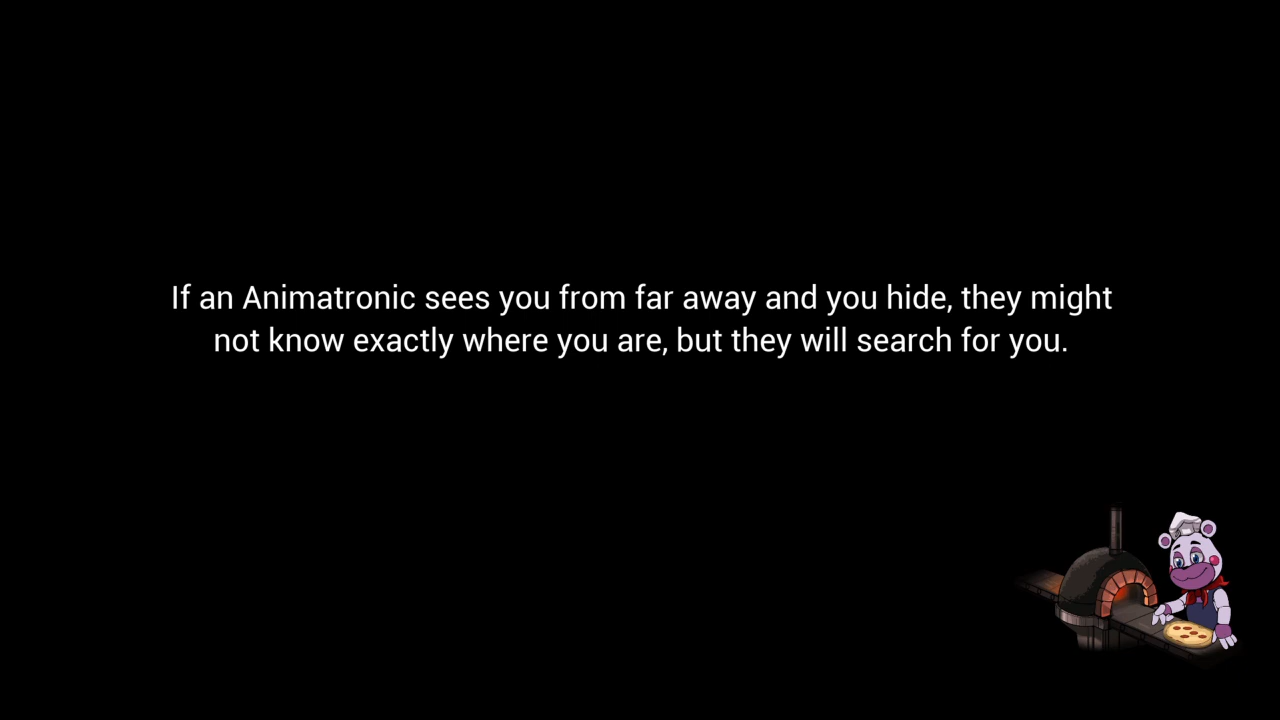 If an Animatronic sees you from far away and you hide, they might
not know exactly where you are, but they will search for you.